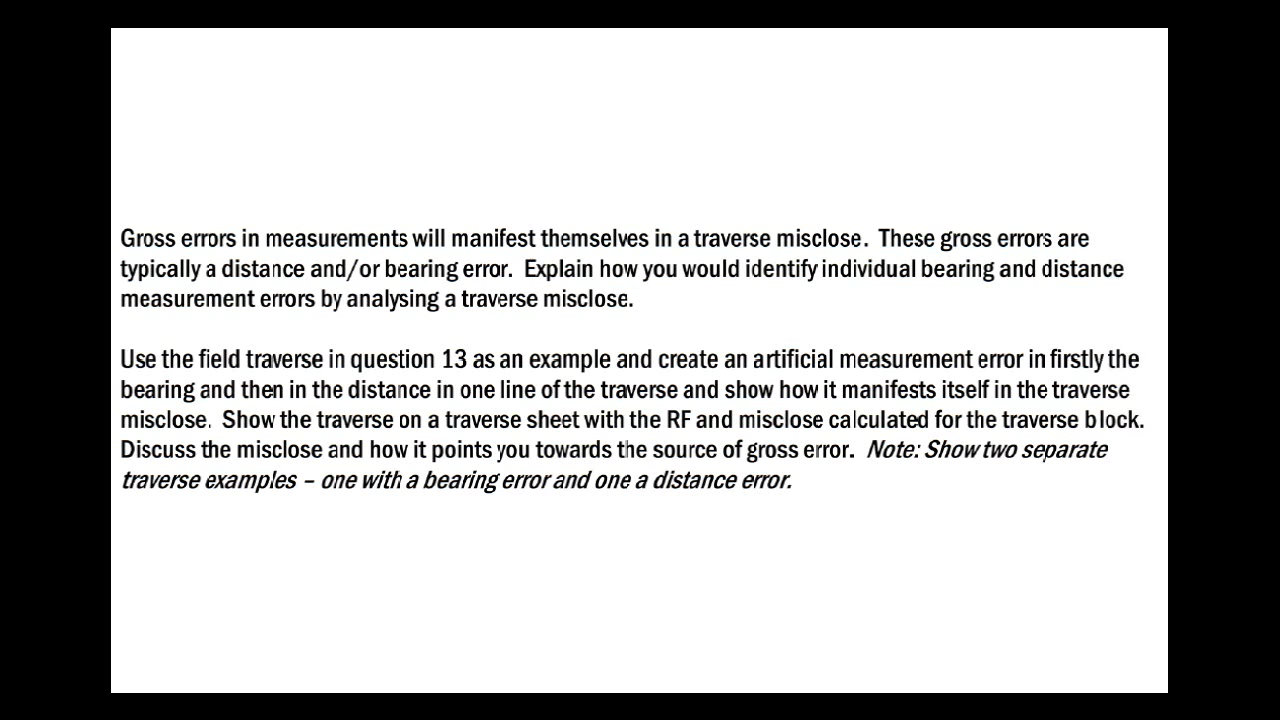 Gross errors in measurements will manifest themselves in a traverse misclose.  These gross errors are
typically a distance and/or bearing error.  Explain how you would identify individual bearing and distance
measurement errors by analysing a traverse misclose.
Use the field traverse in question 13 as an example and create an artificial measurement error in firstly the
bearing and then in the distance in one line of the traverse and show how it manifests itself in the traverse
misclose.  Show the traverse on a traverse sheet with the RF and misclose calculated for the traverse block.
Discuss the misclose and how it points you towards the source of gross error.  Note: Show two separate
traverse examples – one with a bearing error and one a distance error.